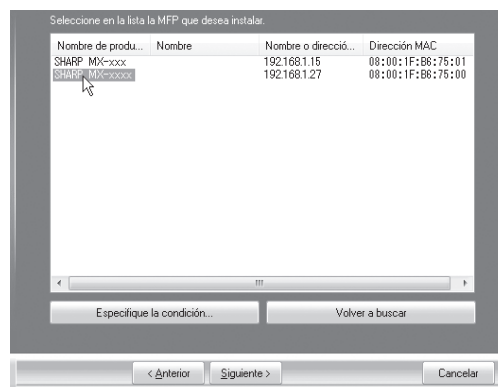 Seleccione en la lista la MFP que desea instalar.
Nombre de produ... Nombre Nombre o direcció... Dirección MAC
SHARP MX-xxx 192.168.1.15 08:00:1F:B6:75:01
SHARP MX-xxxx 192.168.1.27 08:00:1F:B6:75:00
Especifique la condición... Volver a buscar
< Anterior Siguiente > Cancelar